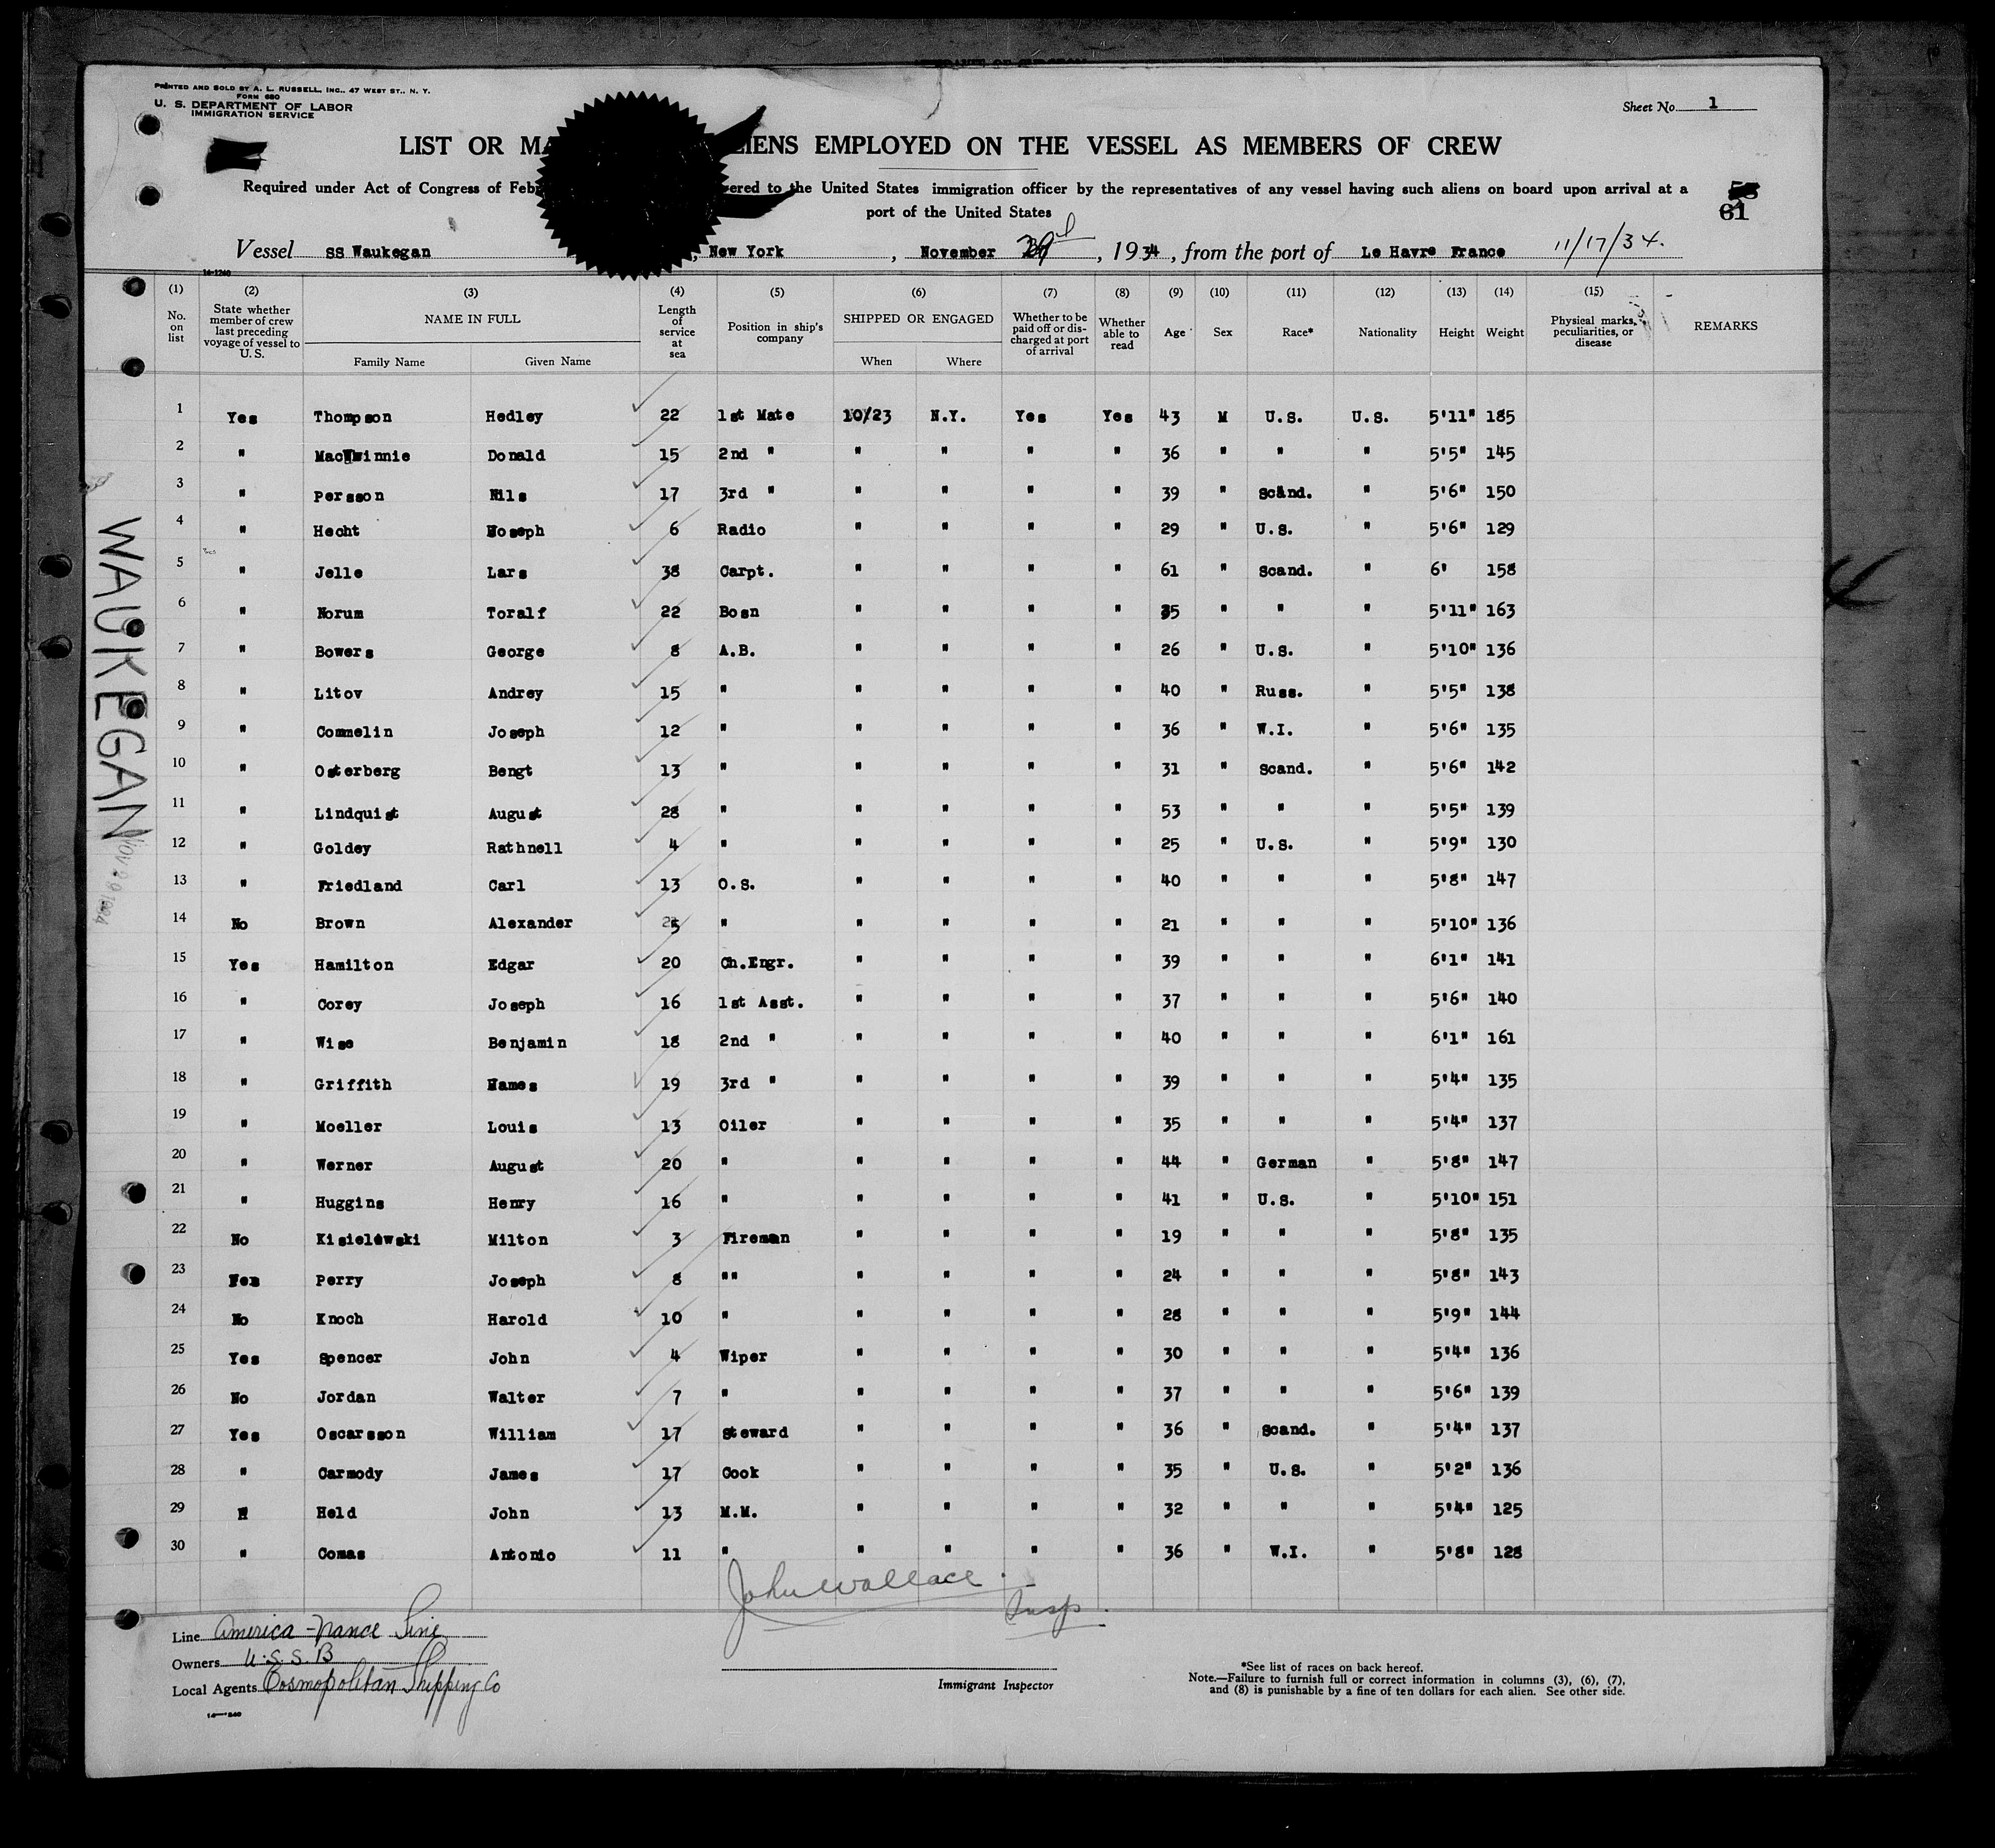 PRINTED AND SOLD BY A. L. RUSSELL, INC., 47 WEST ST., N. Y.
FORM 680
U. S. DEPARTMENT OF LABOR
IMMIGRATION SERVICE
Sheet No. 1
LIST OR MA LIENS EMPLOYED ON THE VESSEL AS MEMBERS OF CREW
Required under Act of Congress of Feb ered to the United States immigration officer by the representatives of any vessel having such aliens on board upon arrival at a
port of the United States
61
Vessel SS Waukegan , New York , November , 1934 , from the port of Le Havre France 11/17/34.
14-1240
(1) (2) (3) (4) (5) (6) (7) (8) (9) (10) (11) (12) (13) (14) (15)
No. on list
State whether member of crew last preceding voyage of vessel to U. S.
NAME IN FULL
Family Name Given Name
Length of service at sea
Position in ship's company
SHIPPED OR ENGAGED
When Where
Whether to be paid off or discharged at port of arrival
Whether able to read
Age Sex Race* Nationality Height Weight
Physical marks, peculiarities, or disease
REMARKS
1 Yes Thompson Hedley 22 1st Mate 10/23 N.Y. Yes Yes 43 M U.S. U.S. 5'11" 185
2 " MacWwinnie Donald 15 2nd " " " " " 36 " " " 5'5" 145
3 " Persson Nils 17 3rd " " " " " 39 " Scand. " 5'6" 150
4 " Hecht Hoseph 6 Radio " " " " 29 " U.S. " 5'6" 129
5 " Jelle Lars 38 Carpt. " " " " 61 " Scand. " 6' 158
6 " Norum Toralf 22 Bosn " " " " 35 " " " 5'11" 163
7 " Bowers George 8 A.B. " " " " 26 " U.S. " 5'10" 136
8 " Litov Andrey 15 " " " " " 40 " Russ. " 5'5" 138
9 " Commelin Joseph 12 " " " " " 36 " W.I. " 5'6" 135
10 " Osterberg Bengt 13 " " " " " 31 " Scand. " 5'6" 142
11 " Lindquist August 28 " " " " " 53 " " " 5'5" 139
12 " Goldey Rathnell 4 " " " " " 25 " U.S. " 5'9" 130
13 " Friedland Carl 13 O.S. " " " " 40 " " " 5'8" 147
14 No Brown Alexander " " " " " 21 " " " 5'10" 136
15 Yes Hamilton Edgar 20 Ch.Engr. " " " " 39 " " " 6'1" 141
16 " Corey Joseph 16 1st Asst. " " " " 37 " " " 5'6" 140
17 " Wise Benjamin 18 2nd " " " " " 40 " " " 6'1" 161
18 " Griffith Hames 19 3rd " " " " " 39 " " " 5'4" 135
19 " Moeller Louis 13 Oiler " " " " 35 " " " 5'4" 137
20 " Werner August 20 " " " " " 44 " German " 5'8" 147
21 " Huggins Henry 16 " " " " " 41 " U.S. " 5'10" 151
22 No Kisielewski Milton 3 Fireman " " " " 19 " " " 5'8" 135
23 Yes Perry Joseph 8 "" " " " " 24 " " " 5'8" 143
24 No Knoch Harold 10 " " " " " 28 " " " 5'9" 144
25 Yes Spencer John 4 Wiper " " " " 30 " " " 5'4" 136
26 No Jordan Walter 7 " " " " " 37 " " " 5'6" 139
27 Yes Oscarsson William 17 Steward " " " " 36 " Scand. " 5'4" 137
28 " Carmody James 17 Cook " " " " 35 " U.S. " 5'2" 136
29 " Held John 13 M.M. " " " " 32 " " " 5'4" 125
30 " Comas Antonio 11 " " " " " 36 " W.I. " 5'8" 128
WAUKEGAN
NOV 29 1934
John Wallace
Insp.
Line America-France Line
Owners U.S.S.B
Local Agents Cosmopolitan Shipping Co
Immigrant Inspector
*See list of races on back hereof.
Note.—Failure to furnish full or correct information in columns (3), (6), (7),
and (8) is punishable by a fine of ten dollars for each alien. See other side.